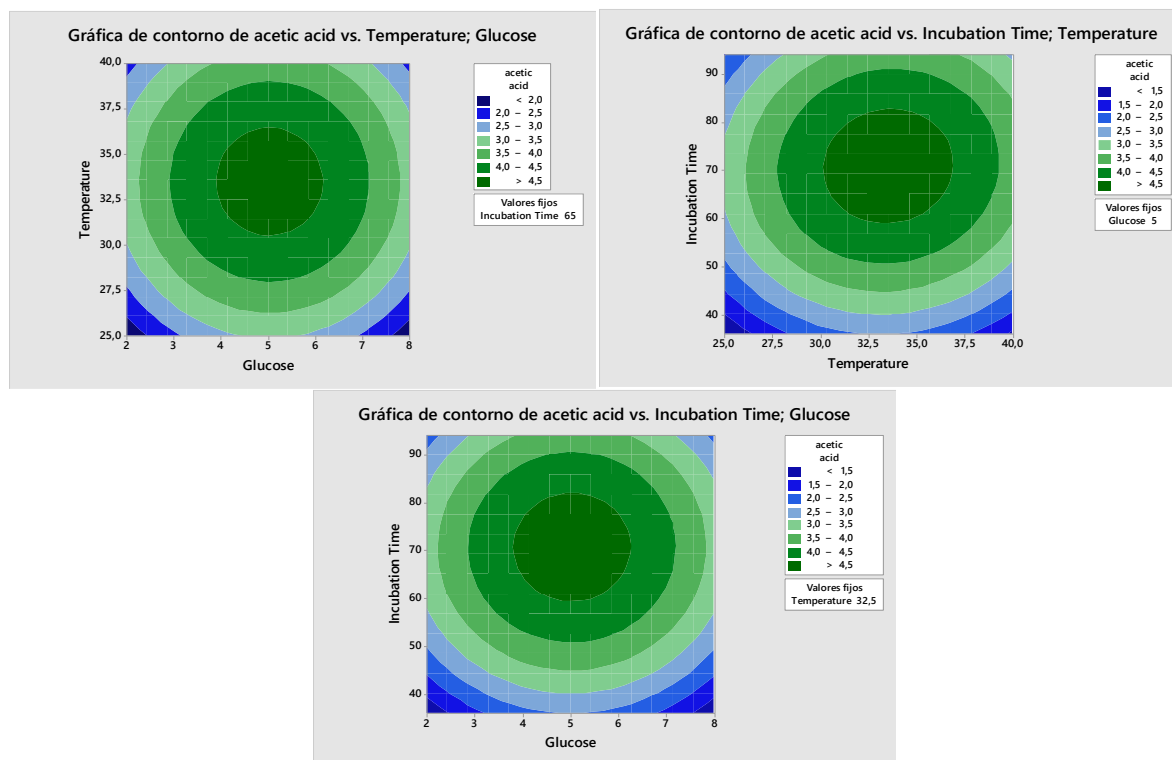 Gráfica de contorno de acetic acid vs. Temperature; Glucose
40,0
37,5
35,0
32,5
30,0
27,5
25,0
Temperature
2 3 4 5 6 7 8
Glucose
acetic
acid
< 2,0
2,0 – 2,5
2,5 – 3,0
3,0 – 3,5
3,5 – 4,0
4,0 – 4,5
> 4,5
Valores fijos
Incubation Time 65
Gráfica de contorno de acetic acid vs. Incubation Time; Temperature
90
80
70
60
50
40
Incubation Time
25,0 27,5 30,0 32,5 35,0 37,5 40,0
Temperature
acetic
acid
< 1,5
1,5 – 2,0
2,0 – 2,5
2,5 – 3,0
3,0 – 3,5
3,5 – 4,0
4,0 – 4,5
> 4,5
Valores fijos
Glucose 5
Gráfica de contorno de acetic acid vs. Incubation Time; Glucose
90
80
70
60
50
40
Incubation Time
2 3 4 5 6 7 8
Glucose
acetic
acid
< 1,5
1,5 – 2,0
2,0 – 2,5
2,5 – 3,0
3,0 – 3,5
3,5 – 4,0
4,0 – 4,5
> 4,5
Valores fijos
Temperature 32,5